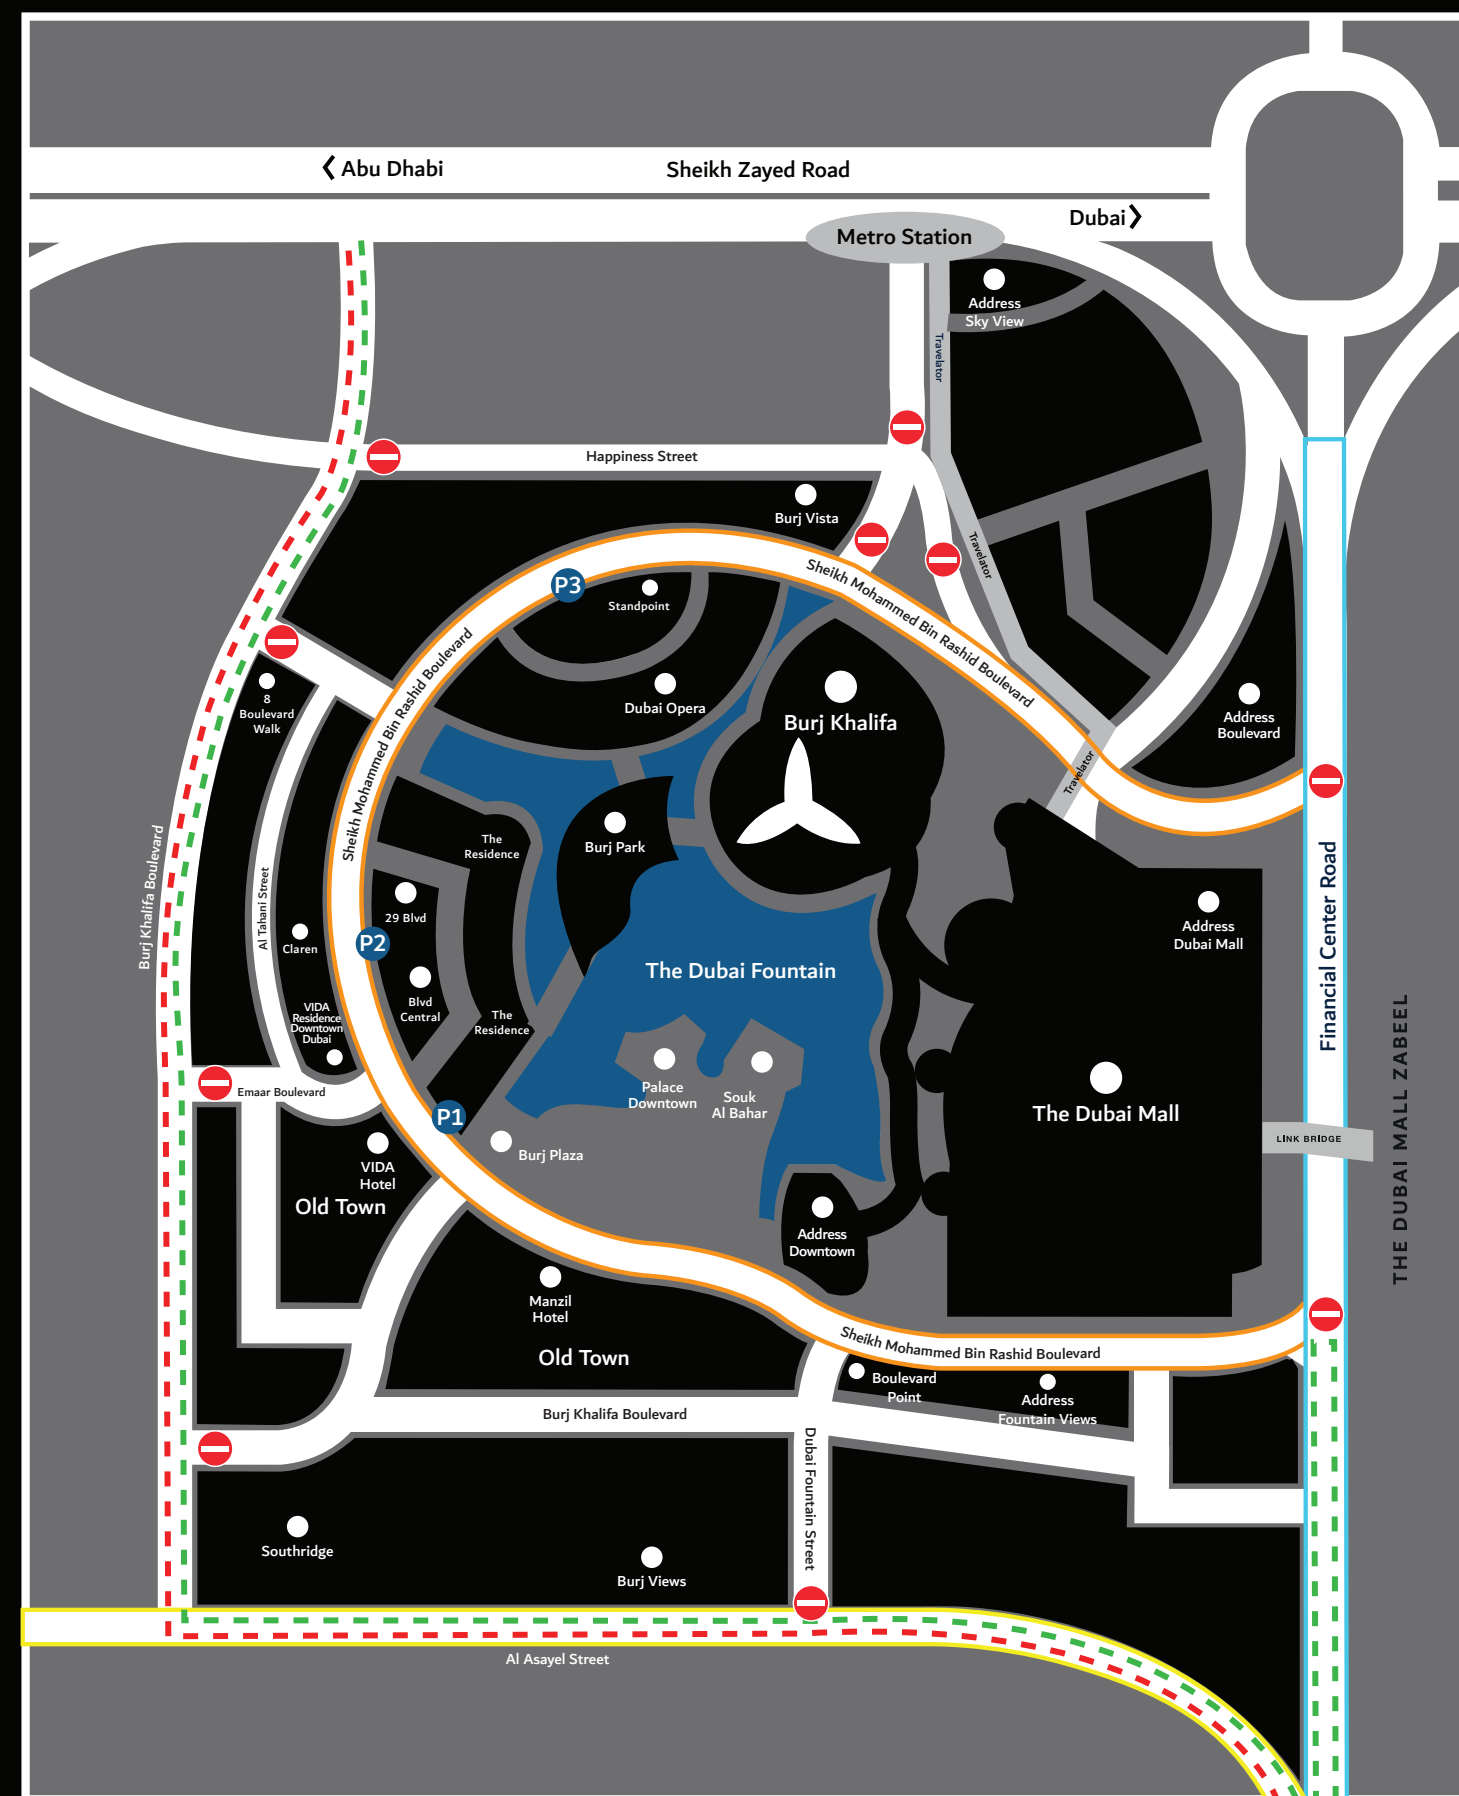 Abu Dhabi
Sheikh Zayed Road
Dubai
Metro Station
Address
Sky View
Travelator
Happiness Street
Burj Vista
Travelator
P3
Standpoint
Sheikh Mohammed Bin Rashid Boulevard
Sheikh Mohammed Bin Rashid Boulevard
8
Boulevard
Walk
Dubai Opera
Burj Khalifa
Address
Boulevard
Travelator
Burj Khalifa Boulevard
The
Residence
Burj Park
Financial Center Road
Al Tahani Street
29 Blvd
Claren
P2
Address
Dubai Mall
The Dubai Fountain
Blvd
Central
VIDA
Residence
Downtown
Dubai
The
Residence
THE DUBAI MALL ZABEEL
Emaar Boulevard
Palace
Downtown
Souk
Al Bahar
The Dubai Mall
P1
LINK BRIDGE
Burj Plaza
VIDA
Hotel
Old Town
Address
Downtown
Manzil
Hotel
Old Town
Sheikh Mohammed Bin Rashid Boulevard
Boulevard
Point
Address
Fountain Views
Burj Khalifa Boulevard
Dubai Fountain Street
Southridge
Burj Views
Al Asayel Street